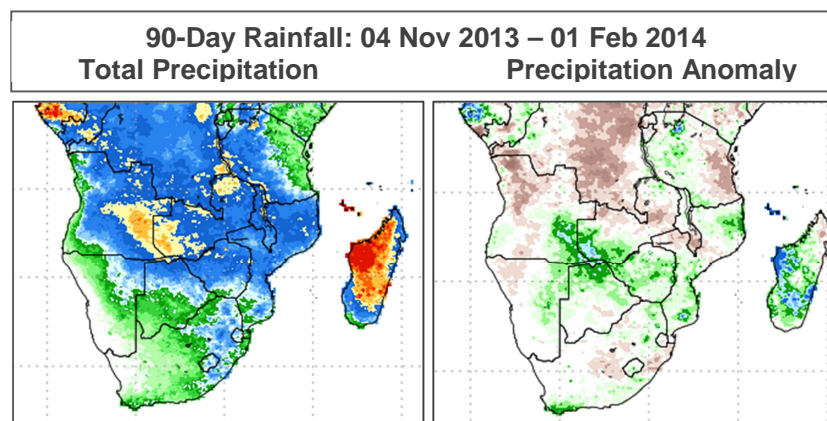 90-Day Rainfall: 04 Nov 2013 – 01 Feb 2014
Total Precipitation Precipitation Anomaly